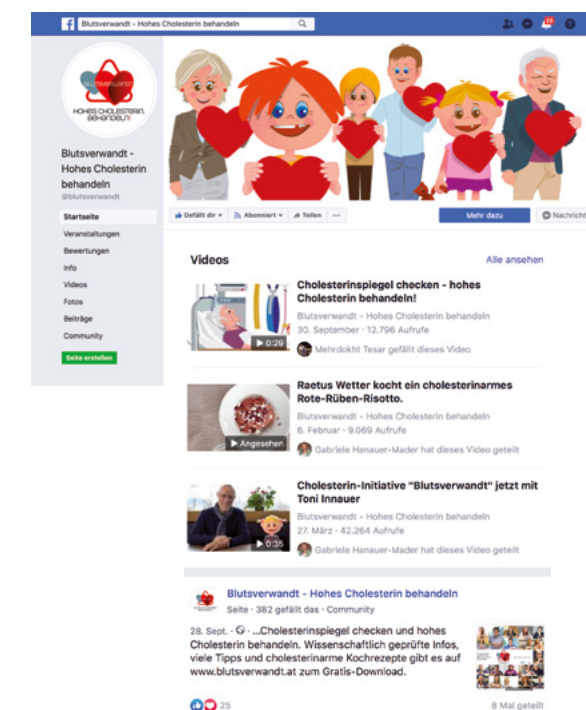 Blutsverwandt - Hohes Cholesterin behandeln
23
BLUTSVERWANDT
HOHES CHOLESTERIN
BEHANDELN!
Blutsverwandt -
Hohes Cholesterin
behandeln
@blutsverwandt
Startseite
Veranstaltungen
Bewertungen
Info
Videos
Fotos
Beiträge
Community
Seite erstellen
Gefällt dir
Abonniert
Teilen
Mehr dazu
Nachricht
Videos
Alle ansehen
Cholesterinspiegel checken - hohes
Cholesterin behandeln!
Blutsverwandt - Hohes Cholesterin behandeln
30. September · 12.796 Aufrufe
Mehrdokht Tesar gefällt dieses Video
0:29
Raetus Wetter kocht ein cholesterinarmes
Rote-Rüben-Risotto.
Blutsverwandt - Hohes Cholesterin behandeln
6. Februar · 9.069 Aufrufe
Gabriele Hanauer-Mader hat dieses Video geteilt
Angesehen
Cholesterin-Initiative "Blutsverwandt" jetzt mit
Toni Innauer
Blutsverwandt - Hohes Cholesterin behandeln
27. März · 42.264 Aufrufe
Gabriele Hanauer-Mader hat dieses Video geteilt
0:35
Blutsverwandt - Hohes Cholesterin behandeln
Seite · 382 gefällt das · Community
28. Sept. · ...Cholesterinspiegel checken und hohes
Cholesterin behandeln. Wissenschaftlich geprüfte Infos,
viele Tipps und cholesterinarme Kochrezepte gibt es auf
www.blutsverwandt.at zum Gratis-Download.
25
8 Mal geteilt